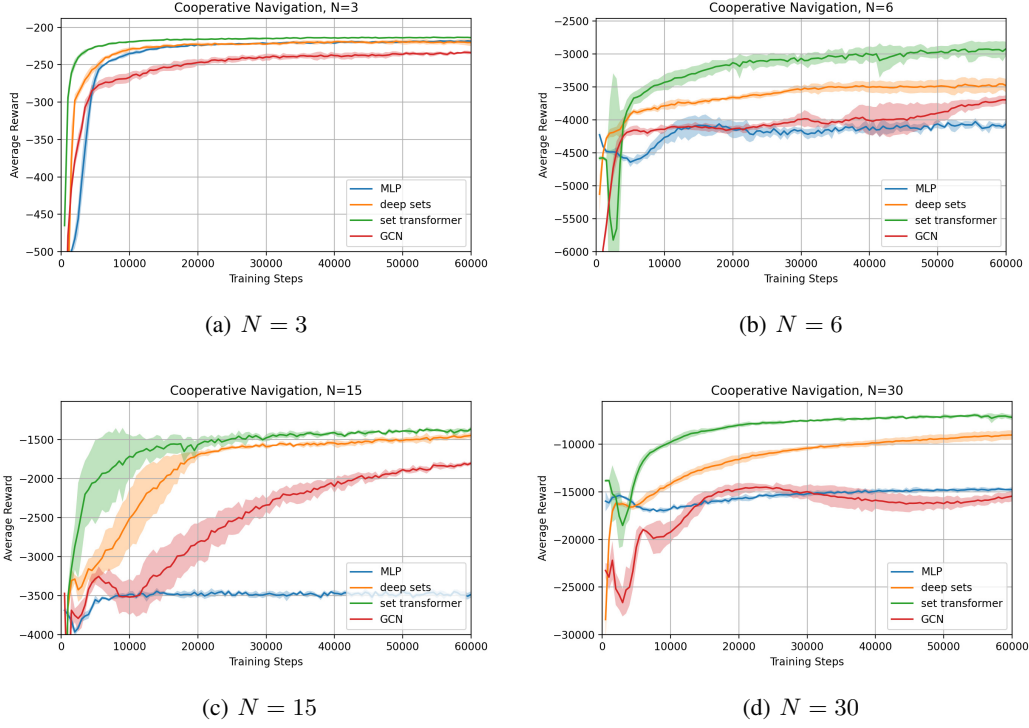 Cooperative Navigation, N=3
−200
−250
−300
−350
−400
−450
−500
Average Reward
0 10000 20000 30000 40000 50000 60000
Training Steps
MLP
deep sets
set transformer
GCN
(a) N = 3
Cooperative Navigation, N=6
−2500
−3000
−3500
−4000
−4500
−5000
−5500
−6000
Average Reward
0 10000 20000 30000 40000 50000 60000
Training Steps
MLP
deep sets
set transformer
GCN
(b) N = 6
Cooperative Navigation, N=15
−1500
−2000
−2500
−3000
−3500
−4000
Average Reward
0 10000 20000 30000 40000 50000 60000
Training Steps
MLP
deep sets
set transformer
GCN
(c) N = 15
Cooperative Navigation, N=30
−10000
−15000
−20000
−25000
−30000
Average Reward
0 10000 20000 30000 40000 50000 60000
Training Steps
MLP
deep sets
set transformer
GCN
(d) N = 30